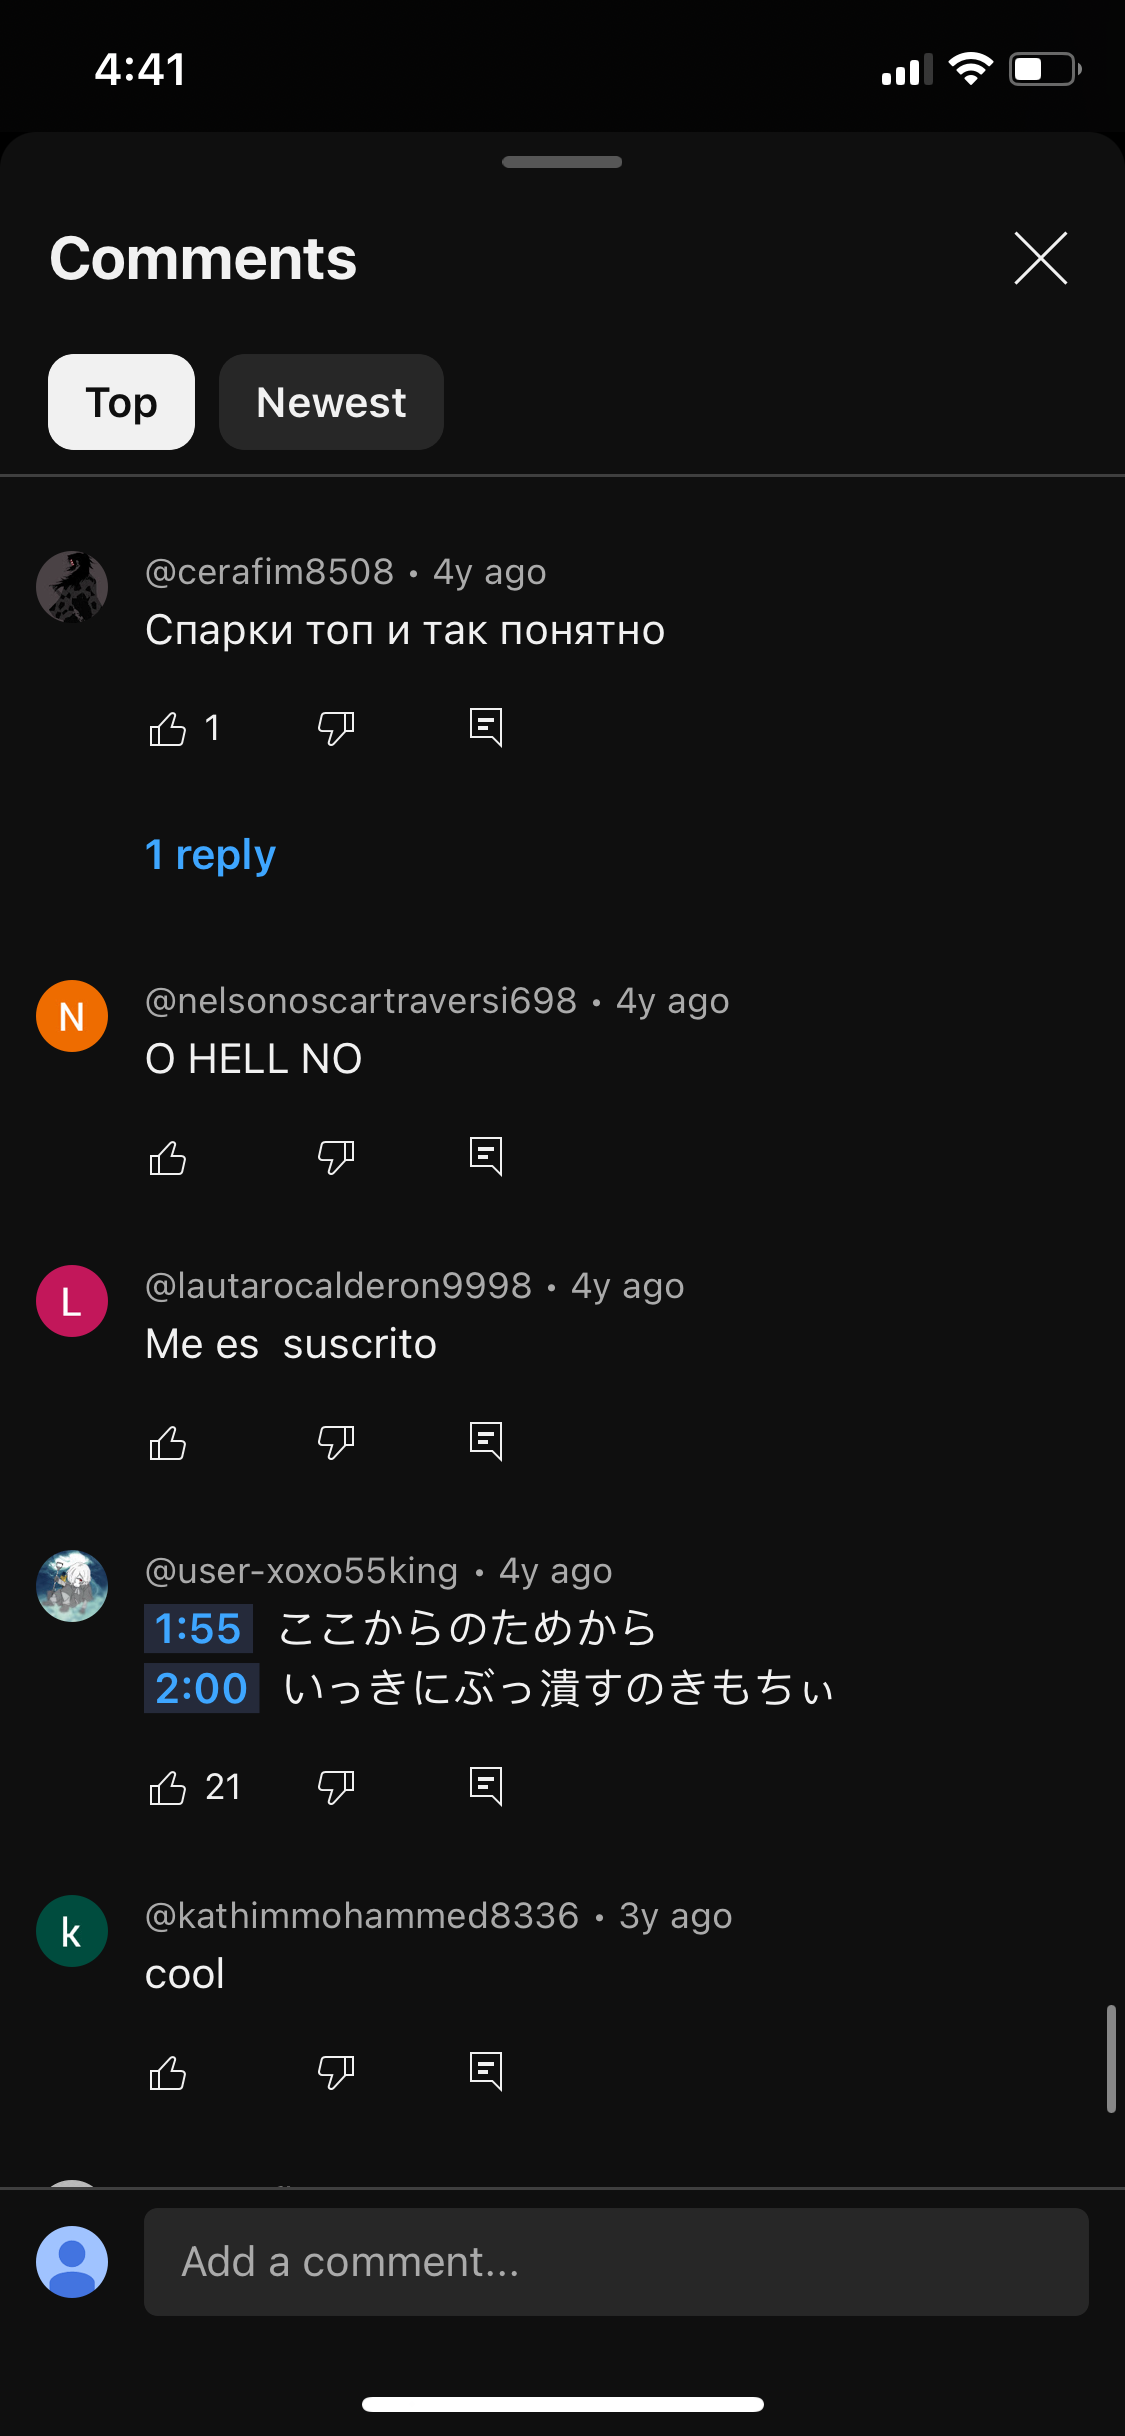 4:41
Comments
Top Newest
@cerafim8508 • 4y ago
Спарки топ и так понятно
1
1 reply
N
@nelsonoscartraversi698 • 4y ago
O HELL NO
L
@lautarocalderon9998 • 4y ago
Me es  suscrito
@user-xoxo55king • 4y ago
1:55 ここからのためから
2:00 いっきにぶっ潰すのきもちぃ
21
k
@kathimmohammed8336 • 3y ago
cool
Add a comment...